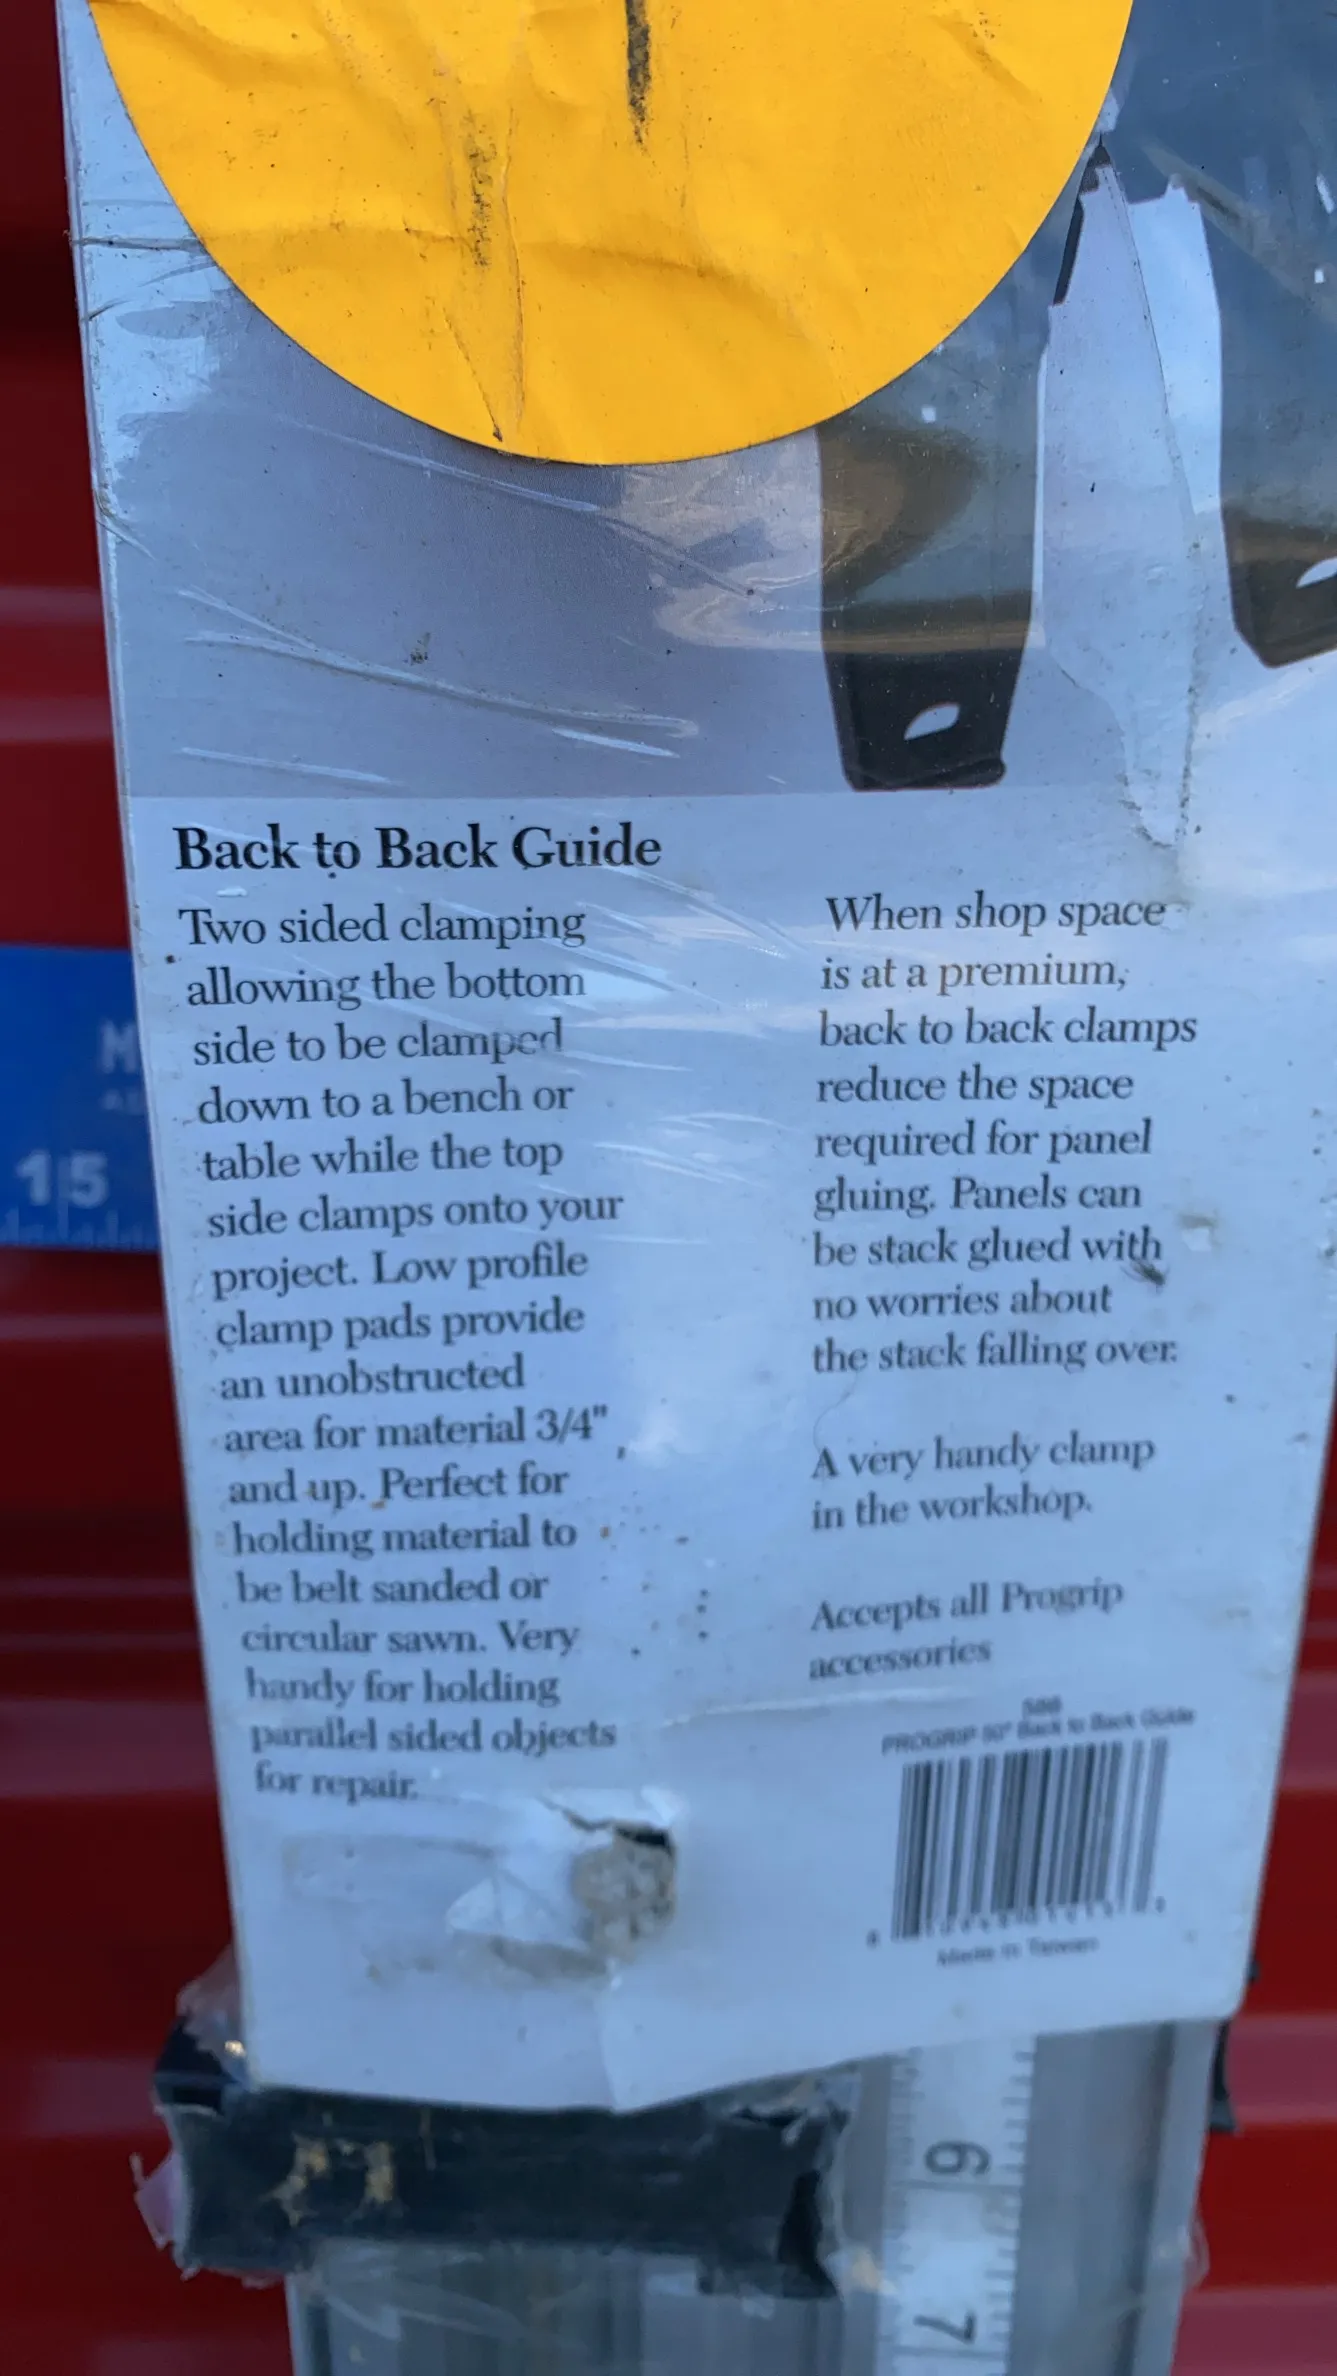 Back to Back Guide
Two sided clamping
allowing the bottom
side to be clamped
down to a bench or
table while the top
side clamps onto your
project. Low profile
clamp pads provide
an unobstructed
area for material 3/4"
and up. Perfect for
holding material to
be belt sanded or
circular sawn. Very
handy for holding
parallel sided objects
for repair.
When shop space
is at a premium,
back to back clamps
reduce the space
required for panel
gluing. Panels can
be stack glued with
no worries about
the stack falling over.
A very handy clamp
in the workshop.
Accepts all Progrip
accessories
PROGRIP 50" Back to Back Guide
Made in Taiwan
15
6
7